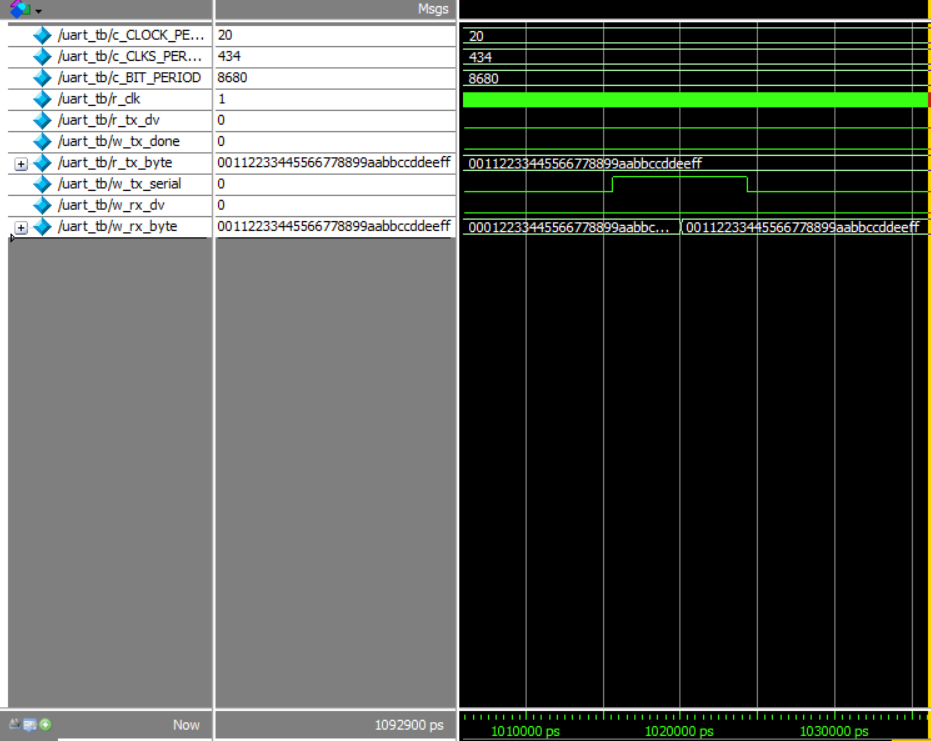 Msgs
/uart_tb/c_CLOCK_PE... 20 20
/uart_tb/c_CLKS_PER... 434 434
/uart_tb/c_BIT_PERIOD 8680 8680
/uart_tb/r_clk 1
/uart_tb/r_tx_dv 0
/uart_tb/w_tx_done 0
/uart_tb/r_tx_byte 00112233445566778899aabbccddeeff 00112233445566778899aabbccddeeff
/uart_tb/w_tx_serial 0
/uart_tb/w_rx_dv 0
/uart_tb/w_rx_byte 00112233445566778899aabbccddeeff 00012233445566778899aabbc... 00112233445566778899aabbccddeeff
Now 1092900 ps 1010000 ps 1020000 ps 1030000 ps